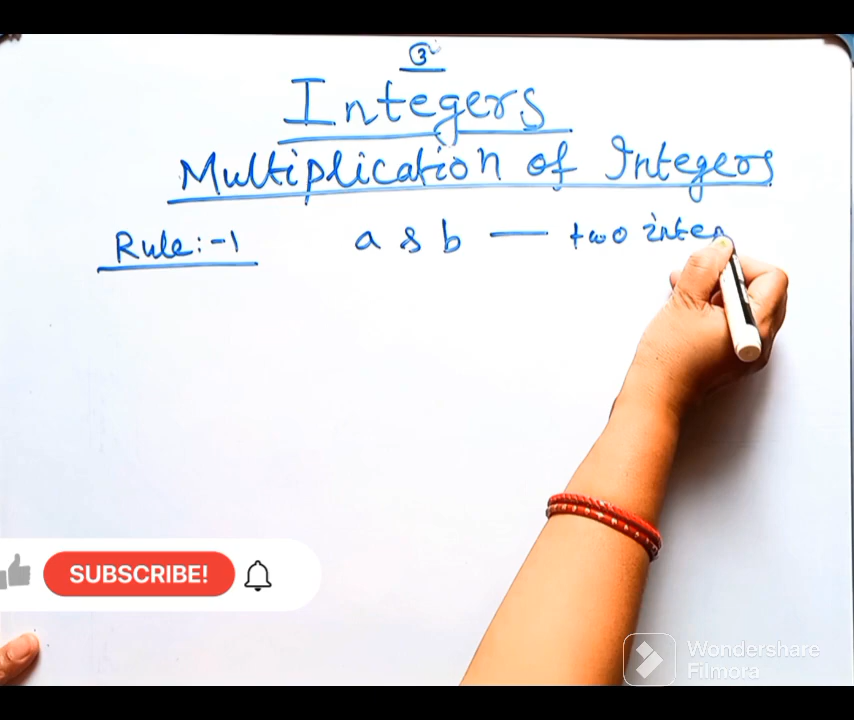 3
Integers
Multiplication of Integers
Rule:-1 a & b — two inte
SUBSCRIBE!
Wondershare
Filmora